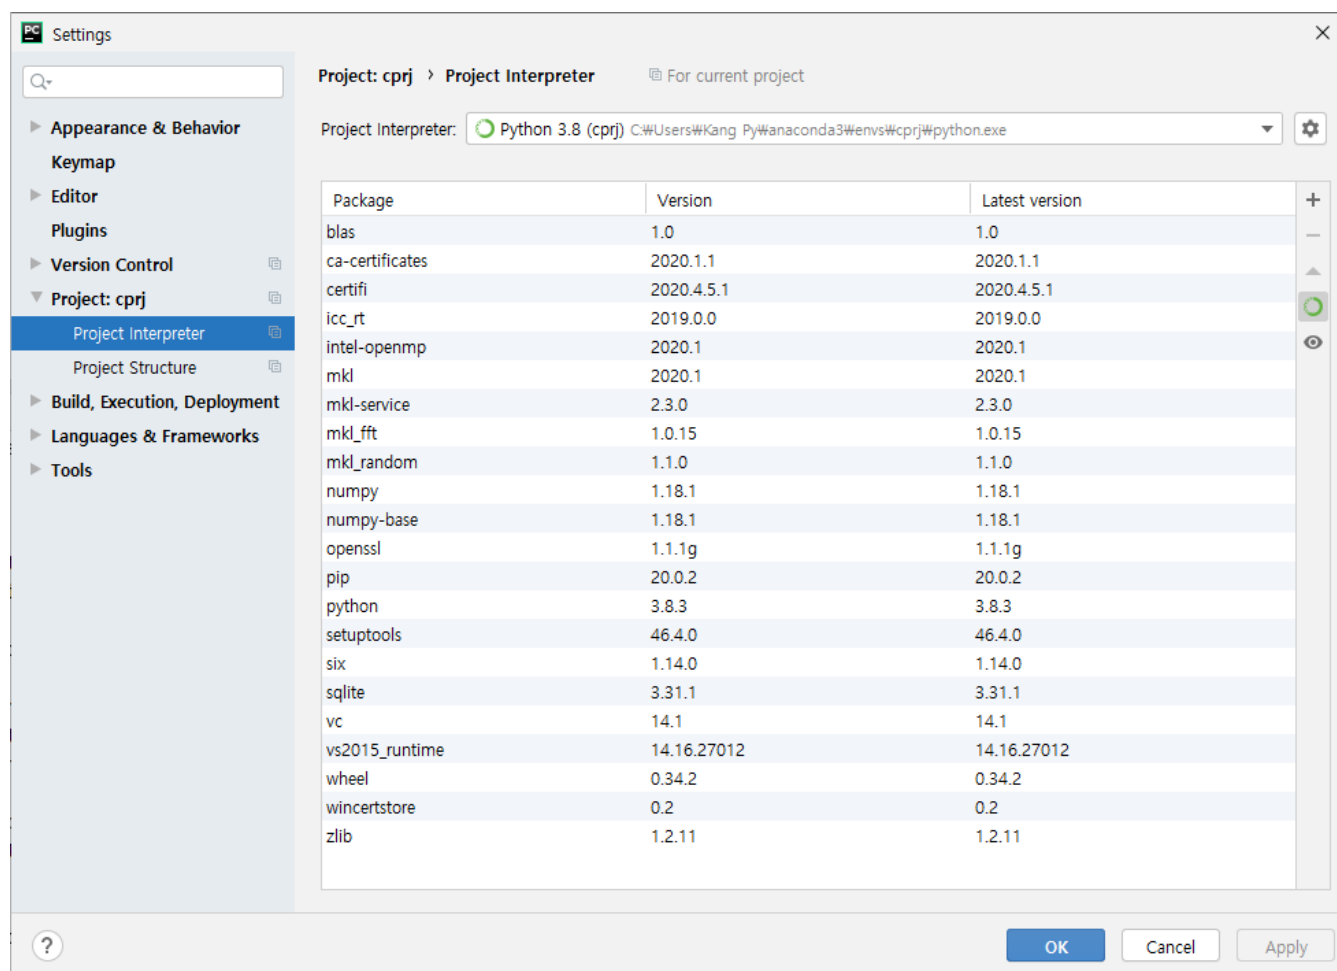 PC Settings
Project: cprj › Project Interpreter For current project
Appearance & Behavior
Keymap
Editor
Plugins
Version Control
Project: cprj
Project Interpreter
Project Structure
Build, Execution, Deployment
Languages & Frameworks
Tools
Project Interpreter: Python 3.8 (cprj) C:₩Users₩Kang Py₩anaconda3₩envs₩cprj₩python.exe
Package Version Latest version
blas 1.0 1.0
ca-certificates 2020.1.1 2020.1.1
certifi 2020.4.5.1 2020.4.5.1
icc_rt 2019.0.0 2019.0.0
intel-openmp 2020.1 2020.1
mkl 2020.1 2020.1
mkl-service 2.3.0 2.3.0
mkl_fft 1.0.15 1.0.15
mkl_random 1.1.0 1.1.0
numpy 1.18.1 1.18.1
numpy-base 1.18.1 1.18.1
openssl 1.1.1g 1.1.1g
pip 20.0.2 20.0.2
python 3.8.3 3.8.3
setuptools 46.4.0 46.4.0
six 1.14.0 1.14.0
sqlite 3.31.1 3.31.1
vc 14.1 14.1
vs2015_runtime 14.16.27012 14.16.27012
wheel 0.34.2 0.34.2
wincertstore 0.2 0.2
zlib 1.2.11 1.2.11
? OK Cancel Apply